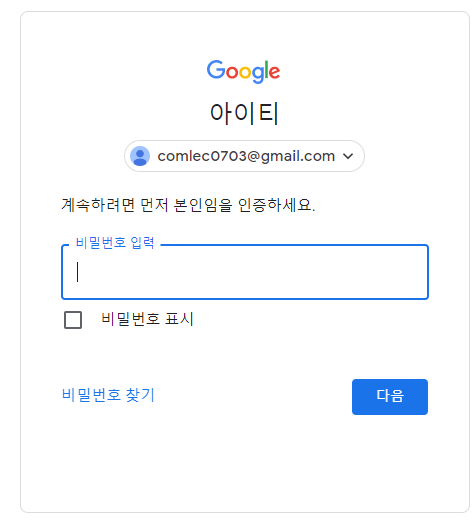 Google
아이티
comlec0703@gmail.com
계속하려면 먼저 본인임을 인증하세요.
비밀번호 입력
비밀번호 표시
비밀번호 찾기
다음